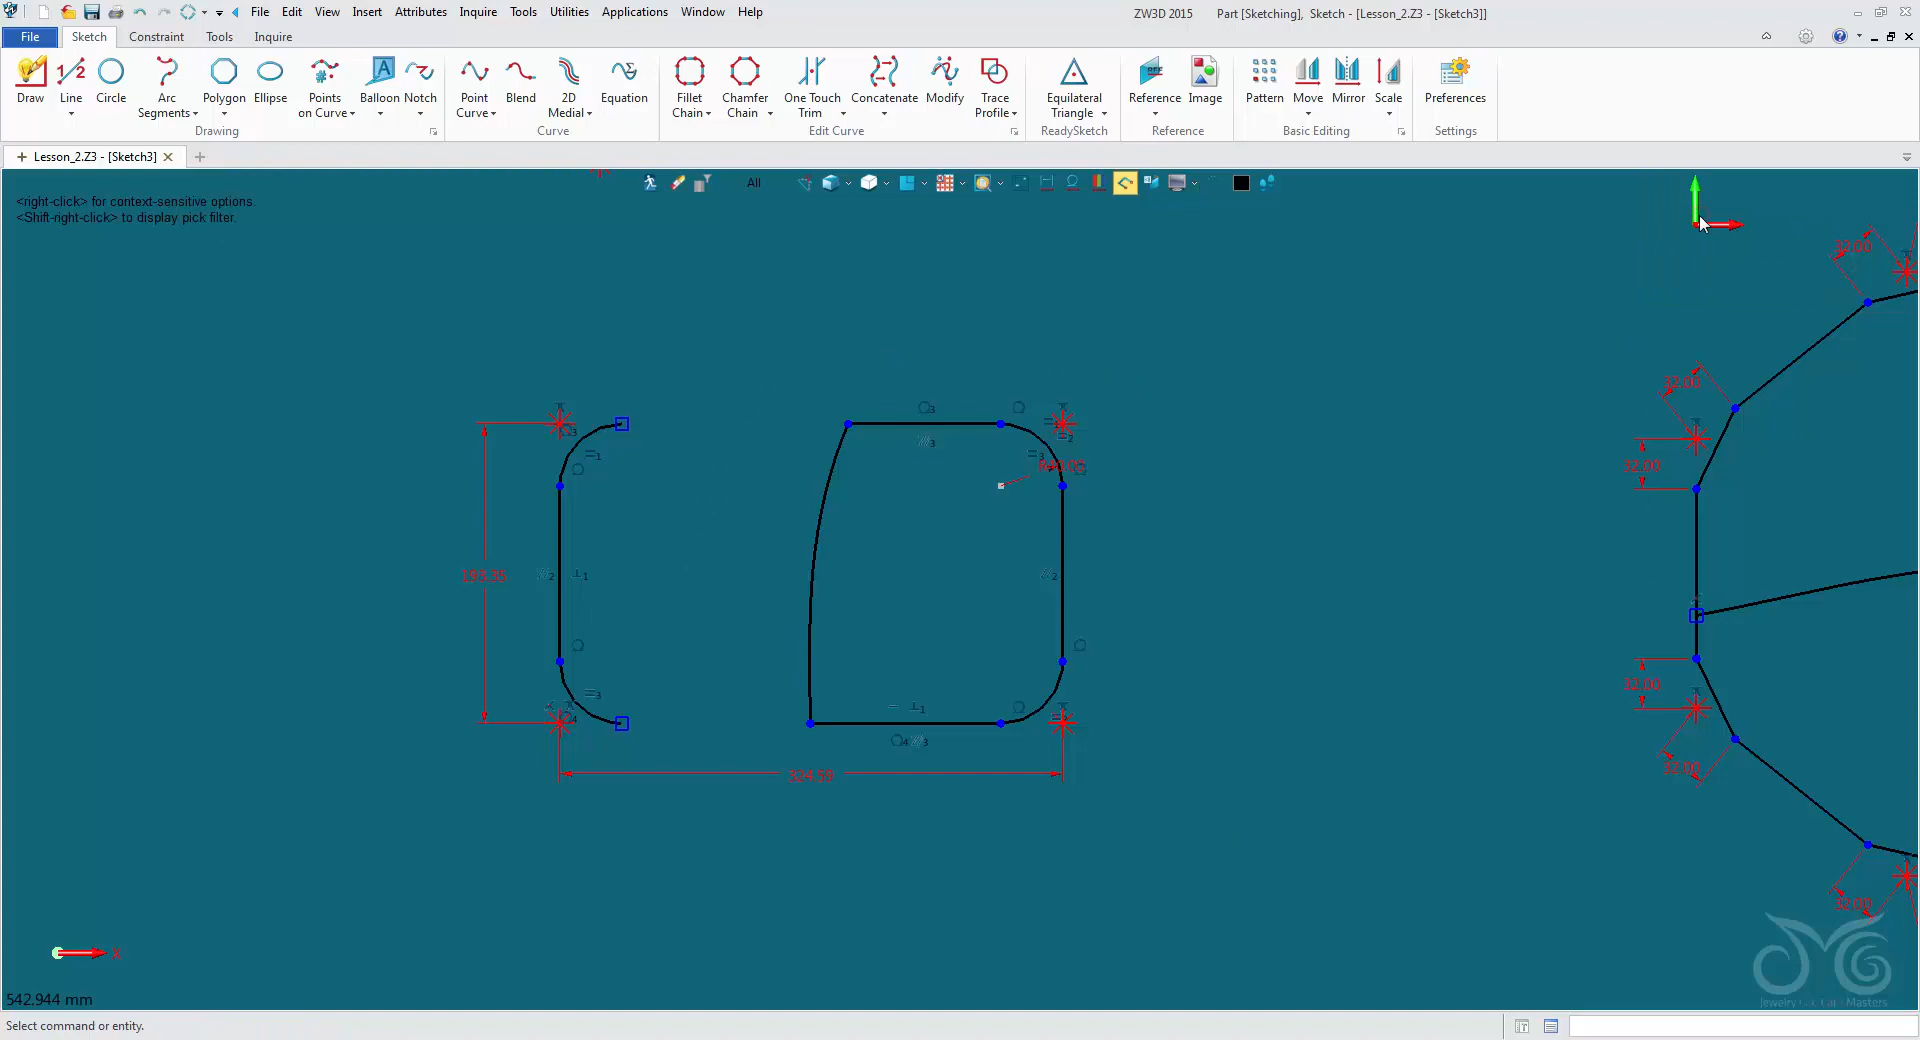 File Edit View Insert Attributes Inquire Tools Utilities Applications Window Help
ZW3D 2015 Part [Sketching], Sketch - [Lesson_2.Z3 - [Sketch3]]
File Sketch Constraint Tools Inquire
Draw Line Circle Arc Segments Polygon Ellipse Points on Curve Balloon Notch
Drawing
Point Curve Blend 2D Medial Equation
Curve
Fillet Chain Chamfer Chain One Touch Trim Concatenate Modify Trace Profile
Edit Curve
Equilateral Triangle
ReadySketch
Reference Image
Reference
Pattern Move Mirror Scale
Basic Editing
Preferences
Settings
Lesson_2.Z3 - [Sketch3]
All
<right-click> for context-sensitive options.
<Shift-right-click> to display pick filter.
32.00
32.00
32.00
R40.00
193.35
32.00
32.00
324.59
32.00
X
542.944 mm
Select command or entity.